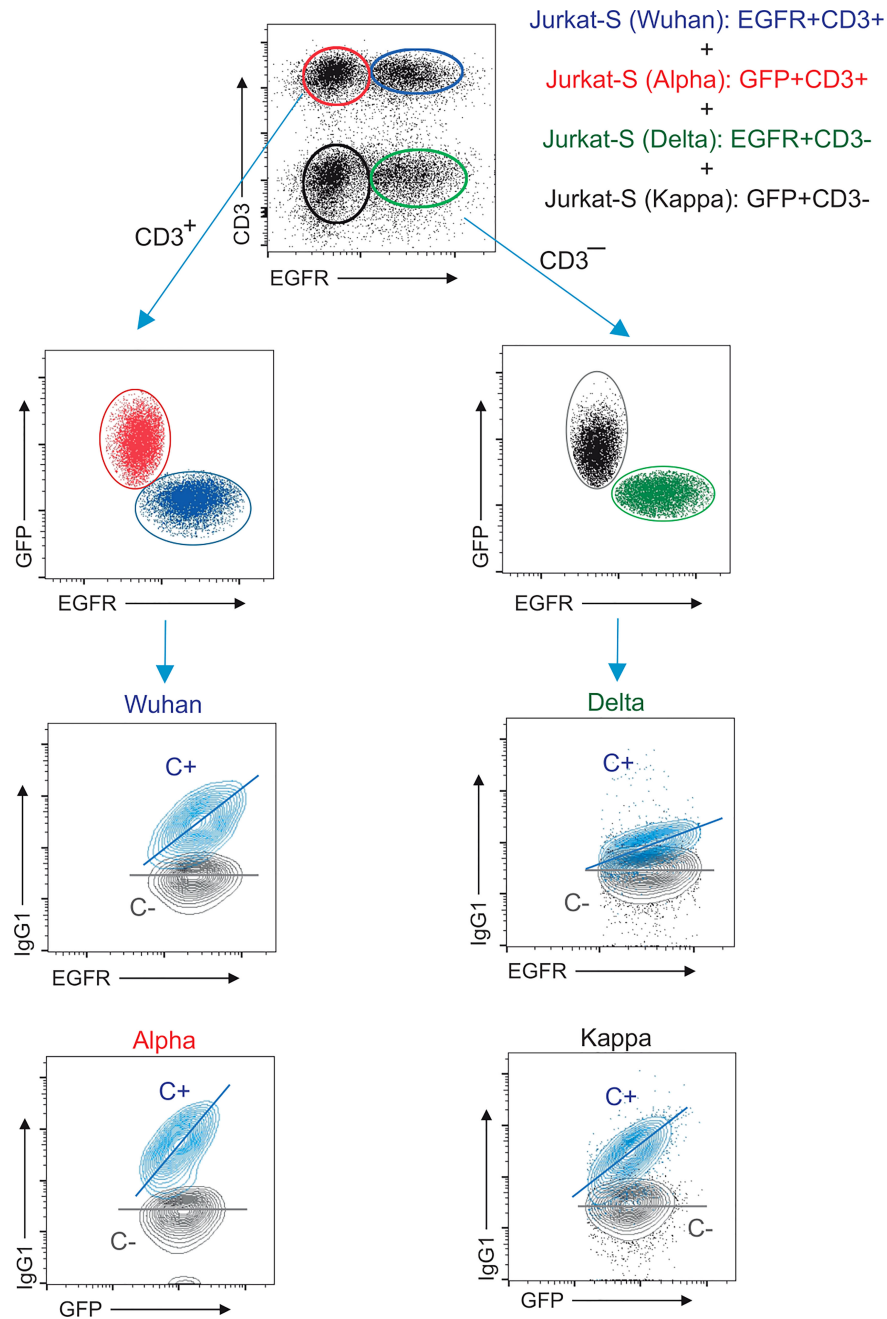 Jurkat-S (Wuhan): EGFR+CD3+
+
Jurkat-S (Alpha): GFP+CD3+
+
Jurkat-S (Delta): EGFR+CD3-
+
Jurkat-S (Kappa): GFP+CD3-
CD3
EGFR
CD3+
CD3−
GFP
EGFR
GFP
EGFR
Wuhan
C+
C-
IgG1
EGFR
Delta
C+
C-
IgG1
EGFR
Alpha
C+
C-
IgG1
GFP
Kappa
C+
C-
IgG1
GFP